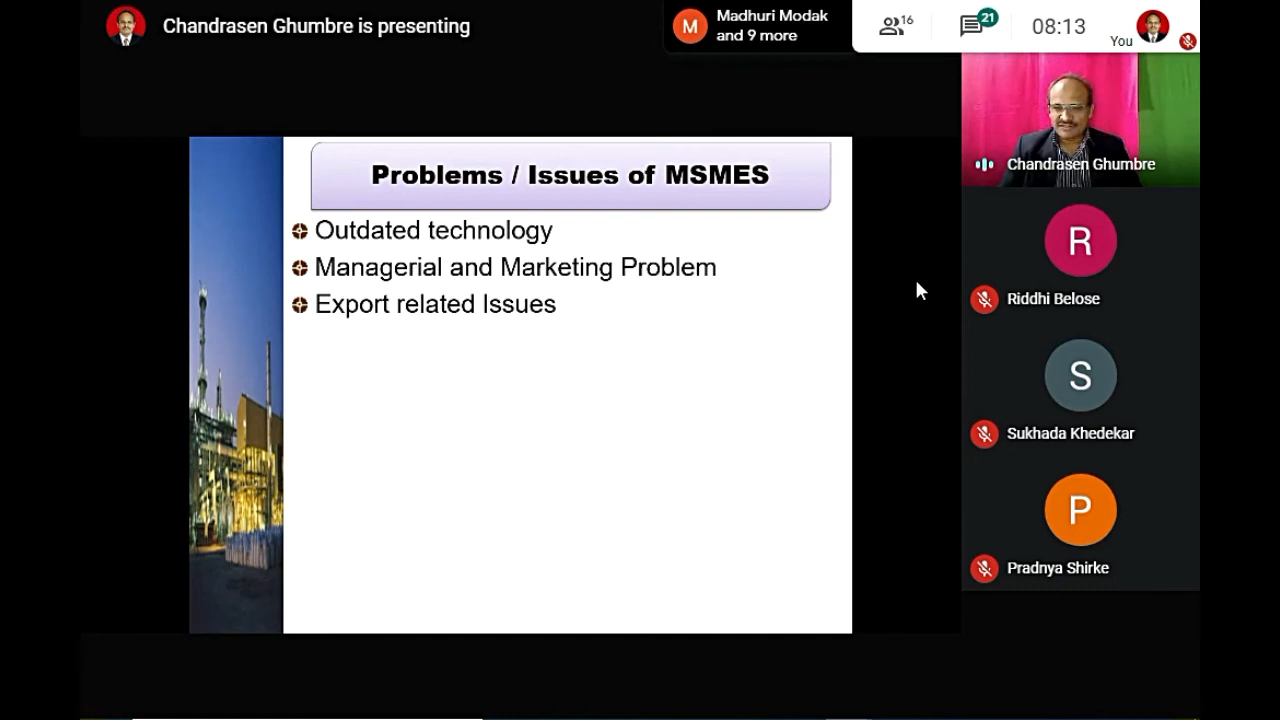 Chandrasen Ghumbre is presenting
M
Madhuri Modak
and 9 more
16
21
08:13
You
Problems / Issues of MSMES
Outdated technology
Managerial and Marketing Problem
Export related Issues
Chandrasen Ghumbre
R
Riddhi Belose
S
Sukhada Khedekar
P
Pradnya Shirke